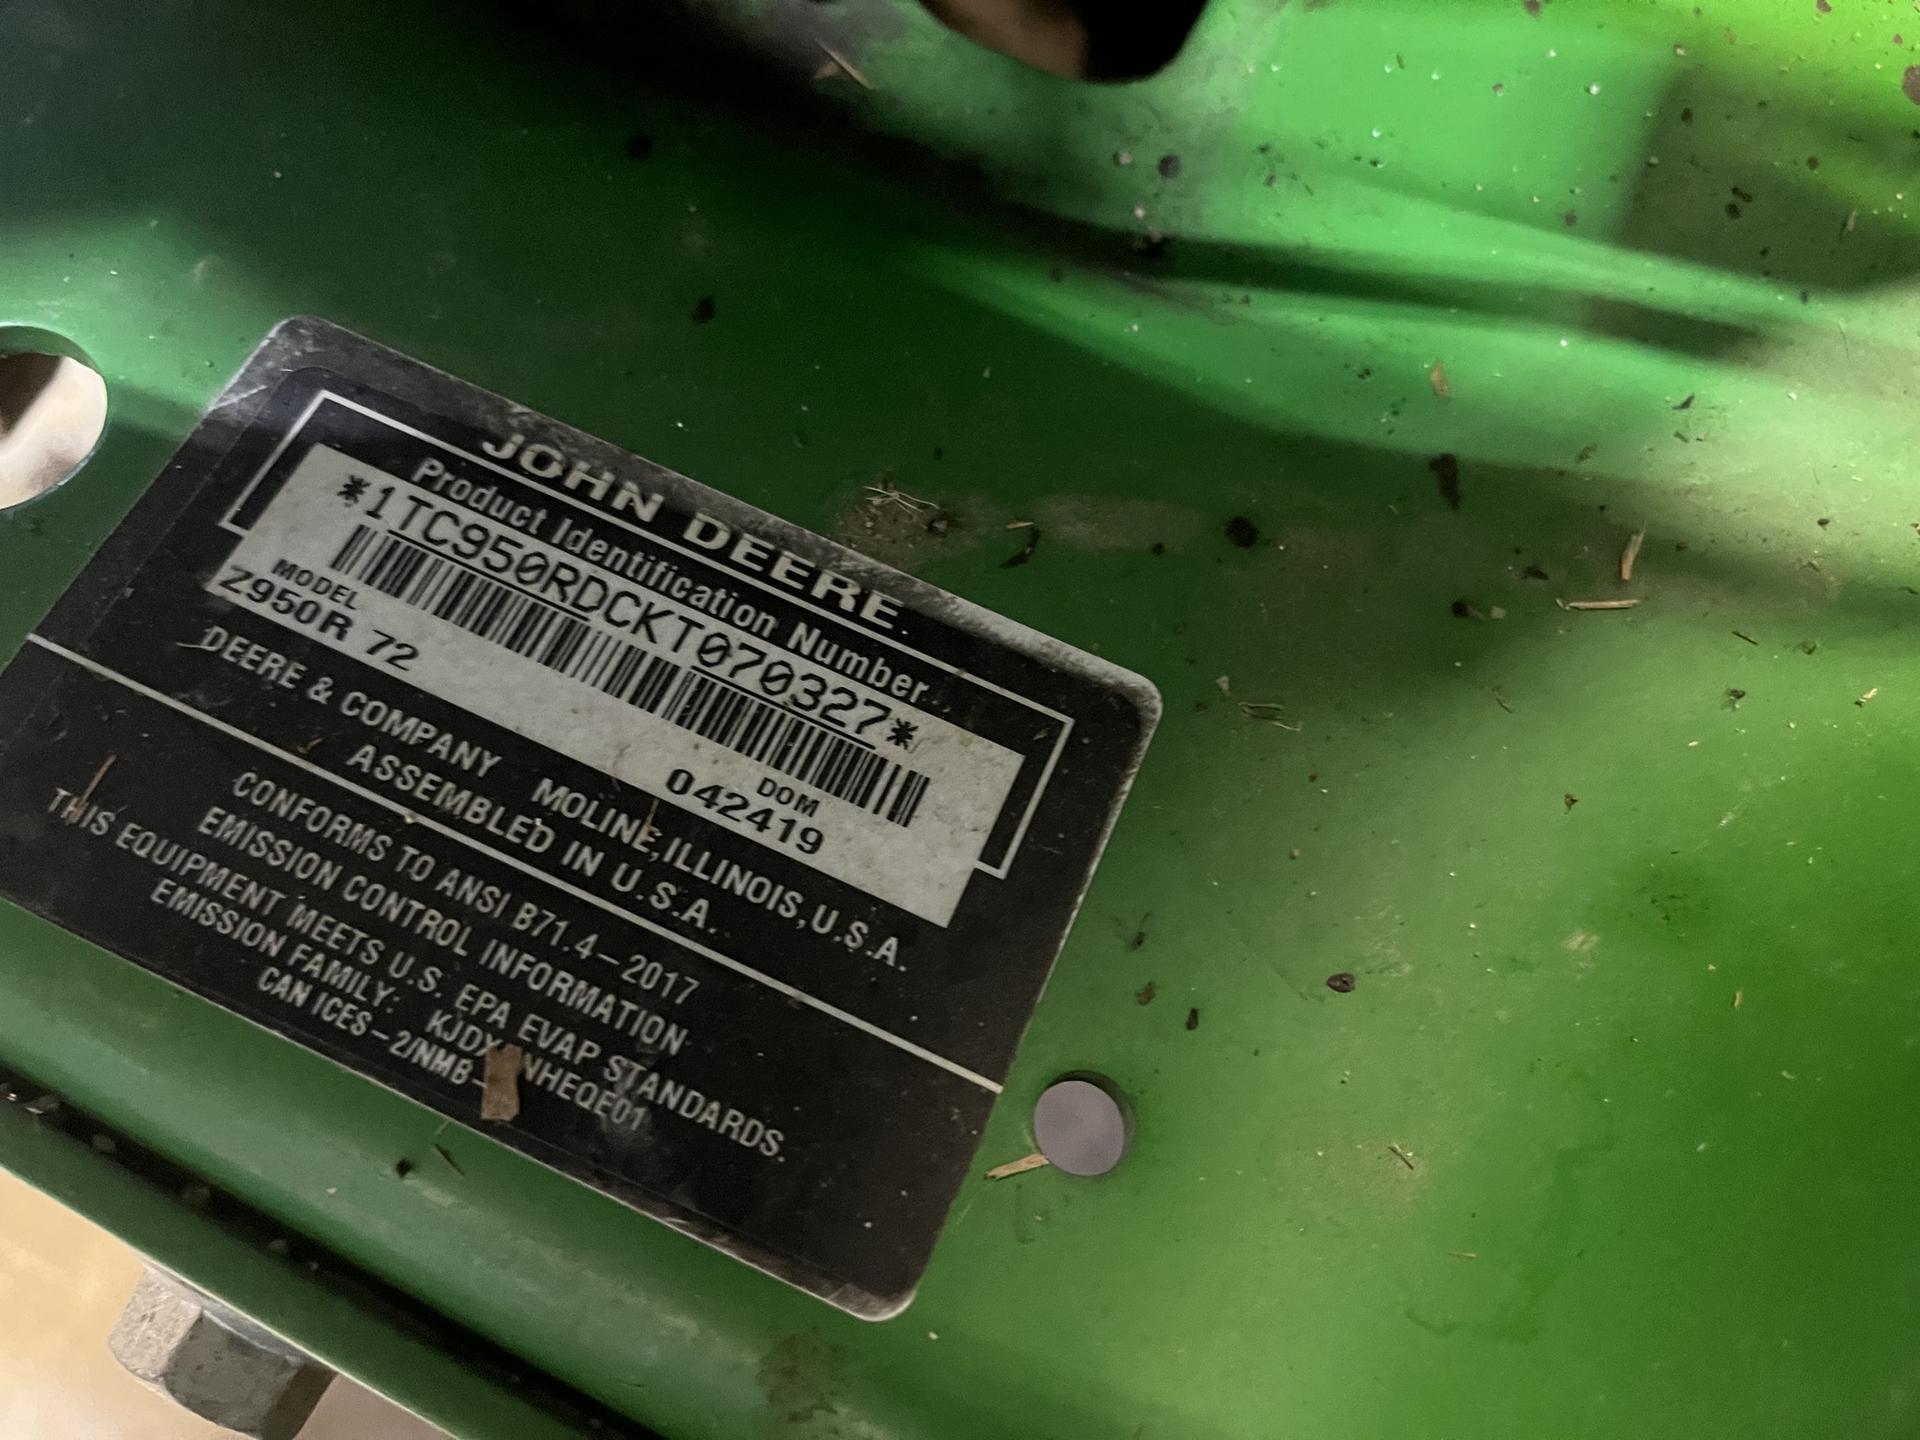 JOHN DEERE
Product Identification Number
*1TC950RDCKT070327*
MODEL
Z950R 72
DOM
042419
DEERE & COMPANY MOLINE, ILLINOIS, U.S.A.
ASSEMBLED IN U.S.A.
CONFORMS TO ANSI B71.4-2017
EMISSION CONTROL INFORMATION
THIS EQUIPMENT MEETS U.S. EPA EVAP STANDARDS.
EMISSION FAMILY:
CAN ICES-2/NMB-